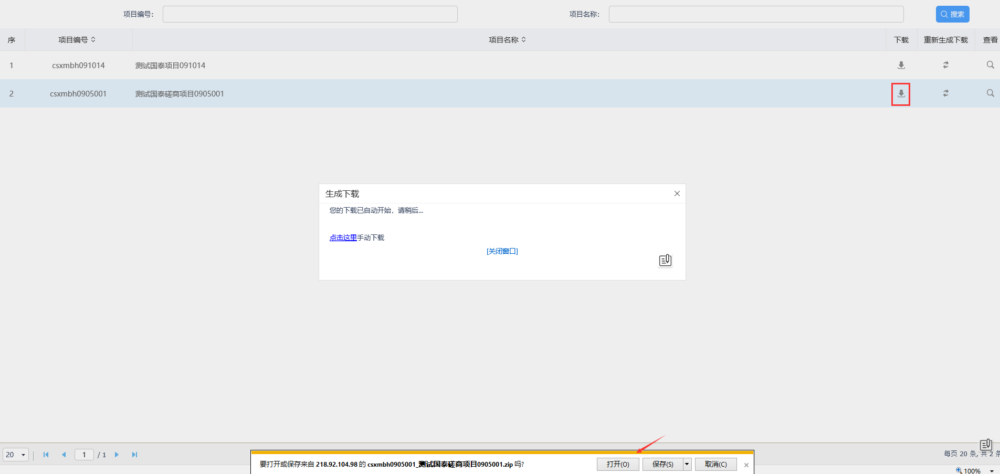 项目编号： 项目名称： 搜索
序 项目编号 项目名称 下载 重新生成下载 查看
1 csxmbh091014 测试国泰项目091014
2 csxmbh0905001 测试国泰磋商项目0905001
生成下载
您的下载已自动开始，请稍后...
点击这里手动下载
[关闭窗口]
20 1 / 1 每页 20 条, 共 2 条
要打开或保存来自 218.92.104.98 的 csxmbh0905001_测试国泰磋商项目0905001.zip 吗? 打开(O) 保存(S) 取消(C)
100%